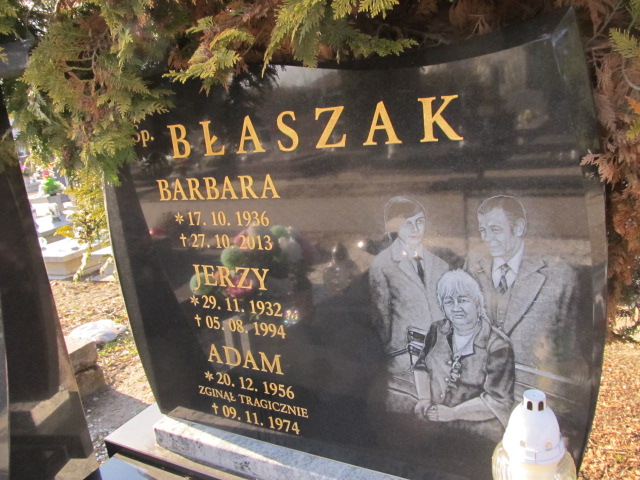 śp. BŁASZAK
BARBARA
* 17. 10. 1936
† 27. 10. 2013
JERZY
* 29. 11. 1932
† 05. 08. 1994
ADAM
* 20. 12. 1956
ZGINĄŁ TRAGICZNIE
† 09. 11. 1974